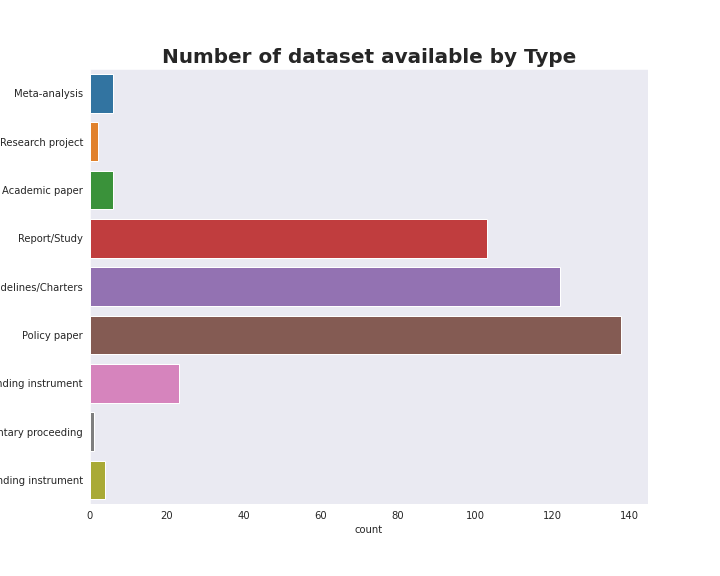 Number of dataset available by Type
Meta-analysis
Research project
Academic paper
Report/Study
delines/Charters
Policy paper
nding instrument
ntary proceeding
nding instrument
0 20 40 60 80 100 120 140
count